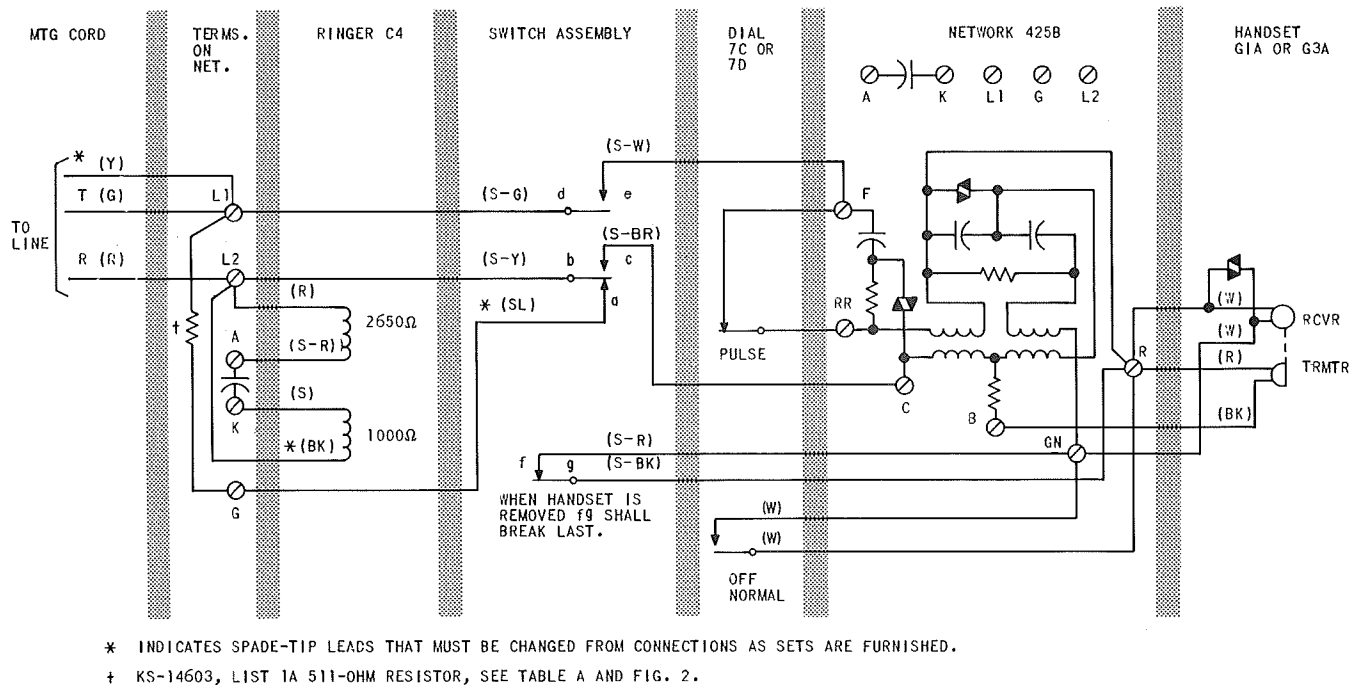 MTG CORD
TERMS.
ON
NET.
RINGER C4
SWITCH ASSEMBLY
DIAL
7C OR
7D
NETWORK 425B
HANDSET
G1A OR G3A
A
K
L1
G
L2
* (Y)
T (G)
TO
LINE
R (R)
L1
L2
(S-W)
(S-G) d e
(S-BR)
(S-Y) b c
* (SL) a
F
RR
PULSE
(R)
2650Ω
A
(S-R)
†
(S)
K
1000Ω
*(BK)
G
C
B
R
GN
(W)
RCVR
(W)
(R)
TRMTR
(BK)
(S-R)
f g (S-BK)
WHEN HANDSET IS
REMOVED fg SHALL
BREAK LAST.
(W)
(W)
OFF
NORMAL
* INDICATES SPADE-TIP LEADS THAT MUST BE CHANGED FROM CONNECTIONS AS SETS ARE FURNISHED.
† KS-14603, LIST 1A 511-OHM RESISTOR, SEE TABLE A AND FIG. 2.